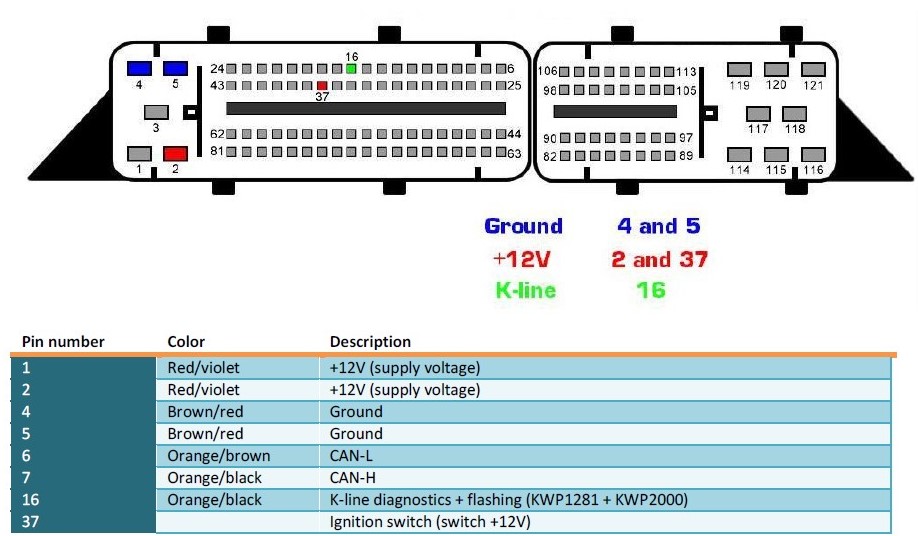 16
24 6 106 113
43 25 98 105
4 5 37 119 120 121
3 117 118
62 44 90 97
81 63 82 89
1 2 114 115 116
Ground 4 and 5
+12V 2 and 37
K-line 16
Pin number Color Description
1 Red/violet +12V (supply voltage)
2 Red/violet +12V (supply voltage)
4 Brown/red Ground
5 Brown/red Ground
6 Orange/brown CAN-L
7 Orange/black CAN-H
16 Orange/black K-line diagnostics + flashing (KWP1281 + KWP2000)
37 Ignition switch (switch +12V)